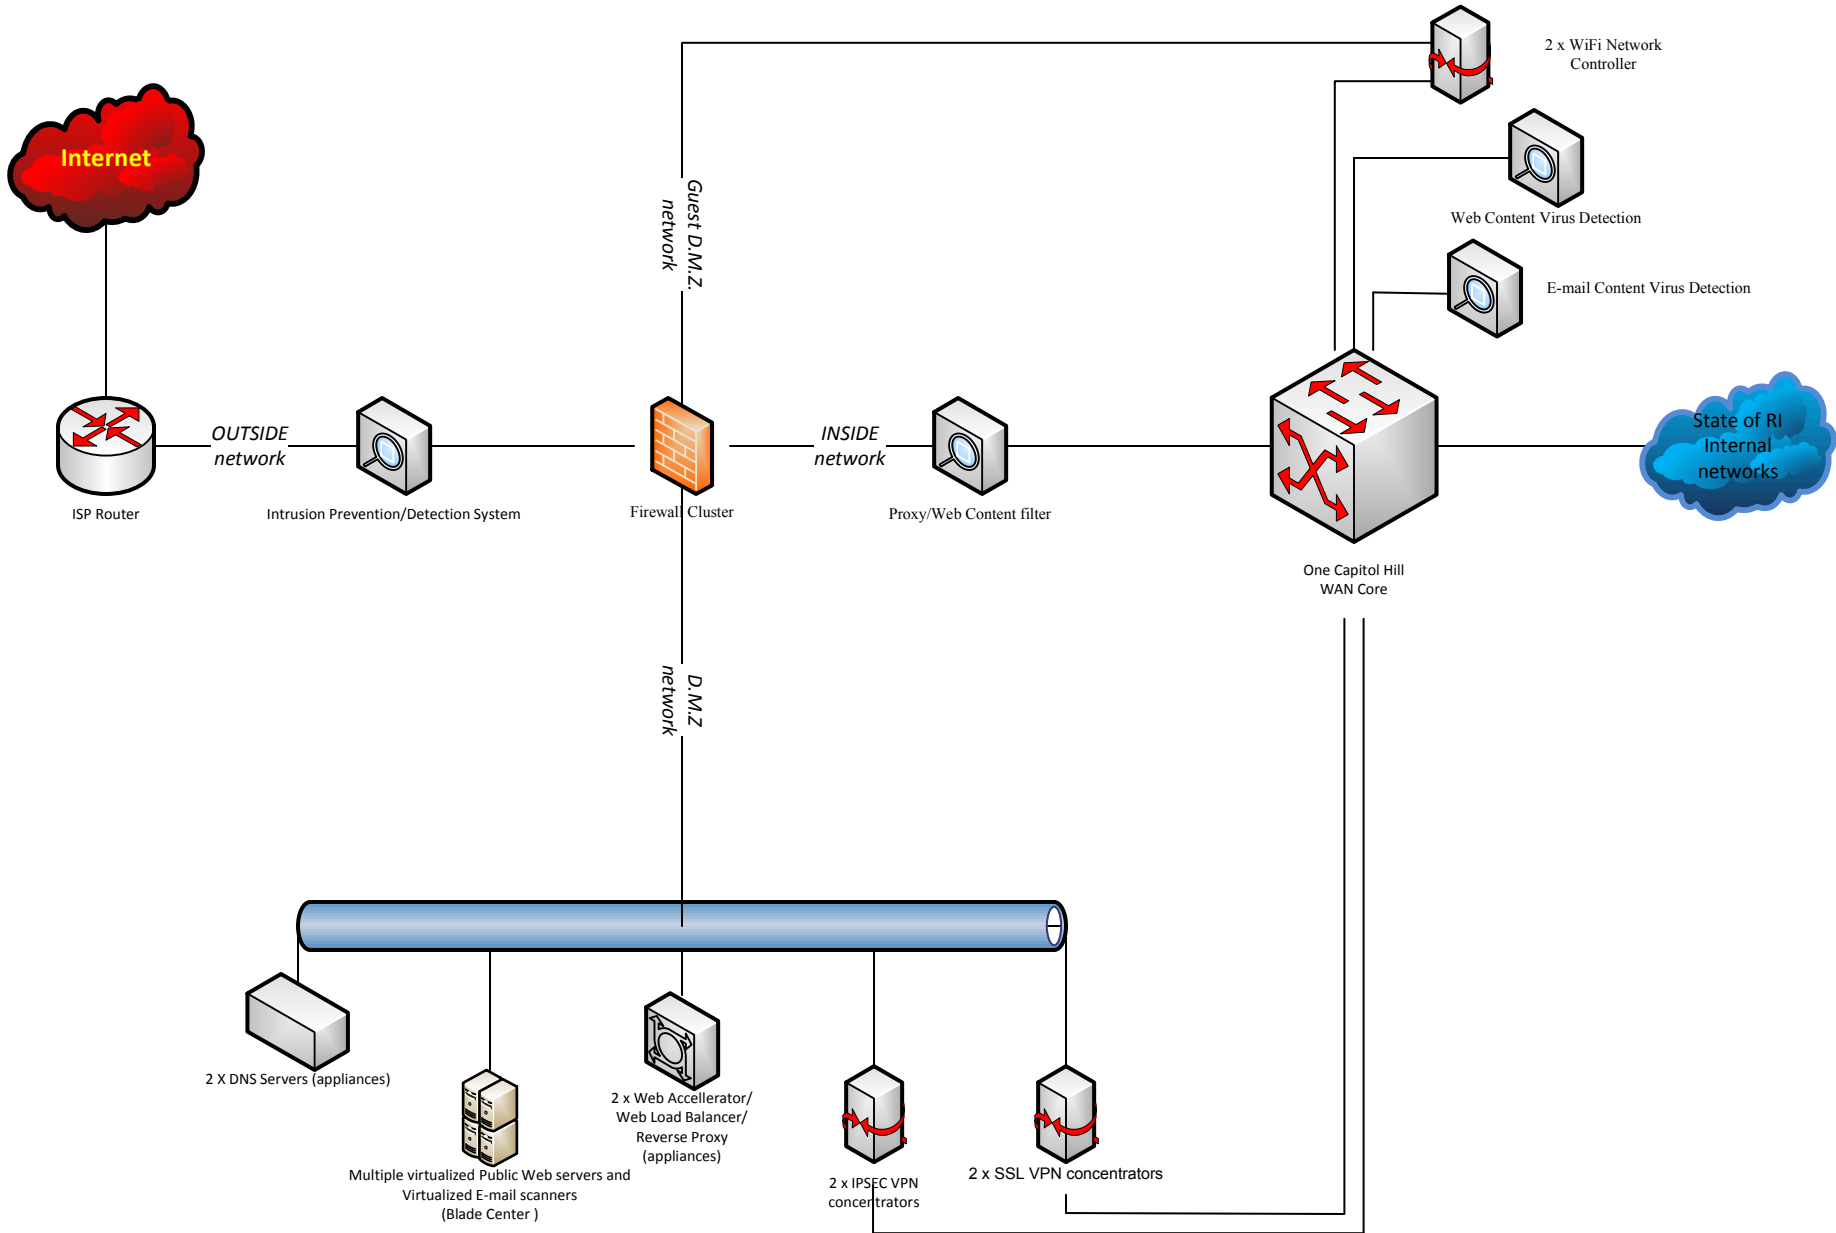 2 x WiFi Network
Controller
Internet
Guest D.M.Z.
network
Web Content Virus Detection
E-mail Content Virus Detection
OUTSIDE
network
INSIDE
network
State of RI
Internal
networks
ISP Router
Intrusion Prevention/Detection System
Firewall Cluster
Proxy/Web Content filter
One Capitol Hill
WAN Core
D.M.Z
network
2 X DNS Servers (appliances)
2 x Web Accellerator/
Web Load Balancer/
Reverse Proxy
(appliances)
Multiple virtualized Public Web servers and
Virtualized E-mail scanners
(Blade Center )
2 x IPSEC VPN
concentrators
2 x SSL VPN concentrators